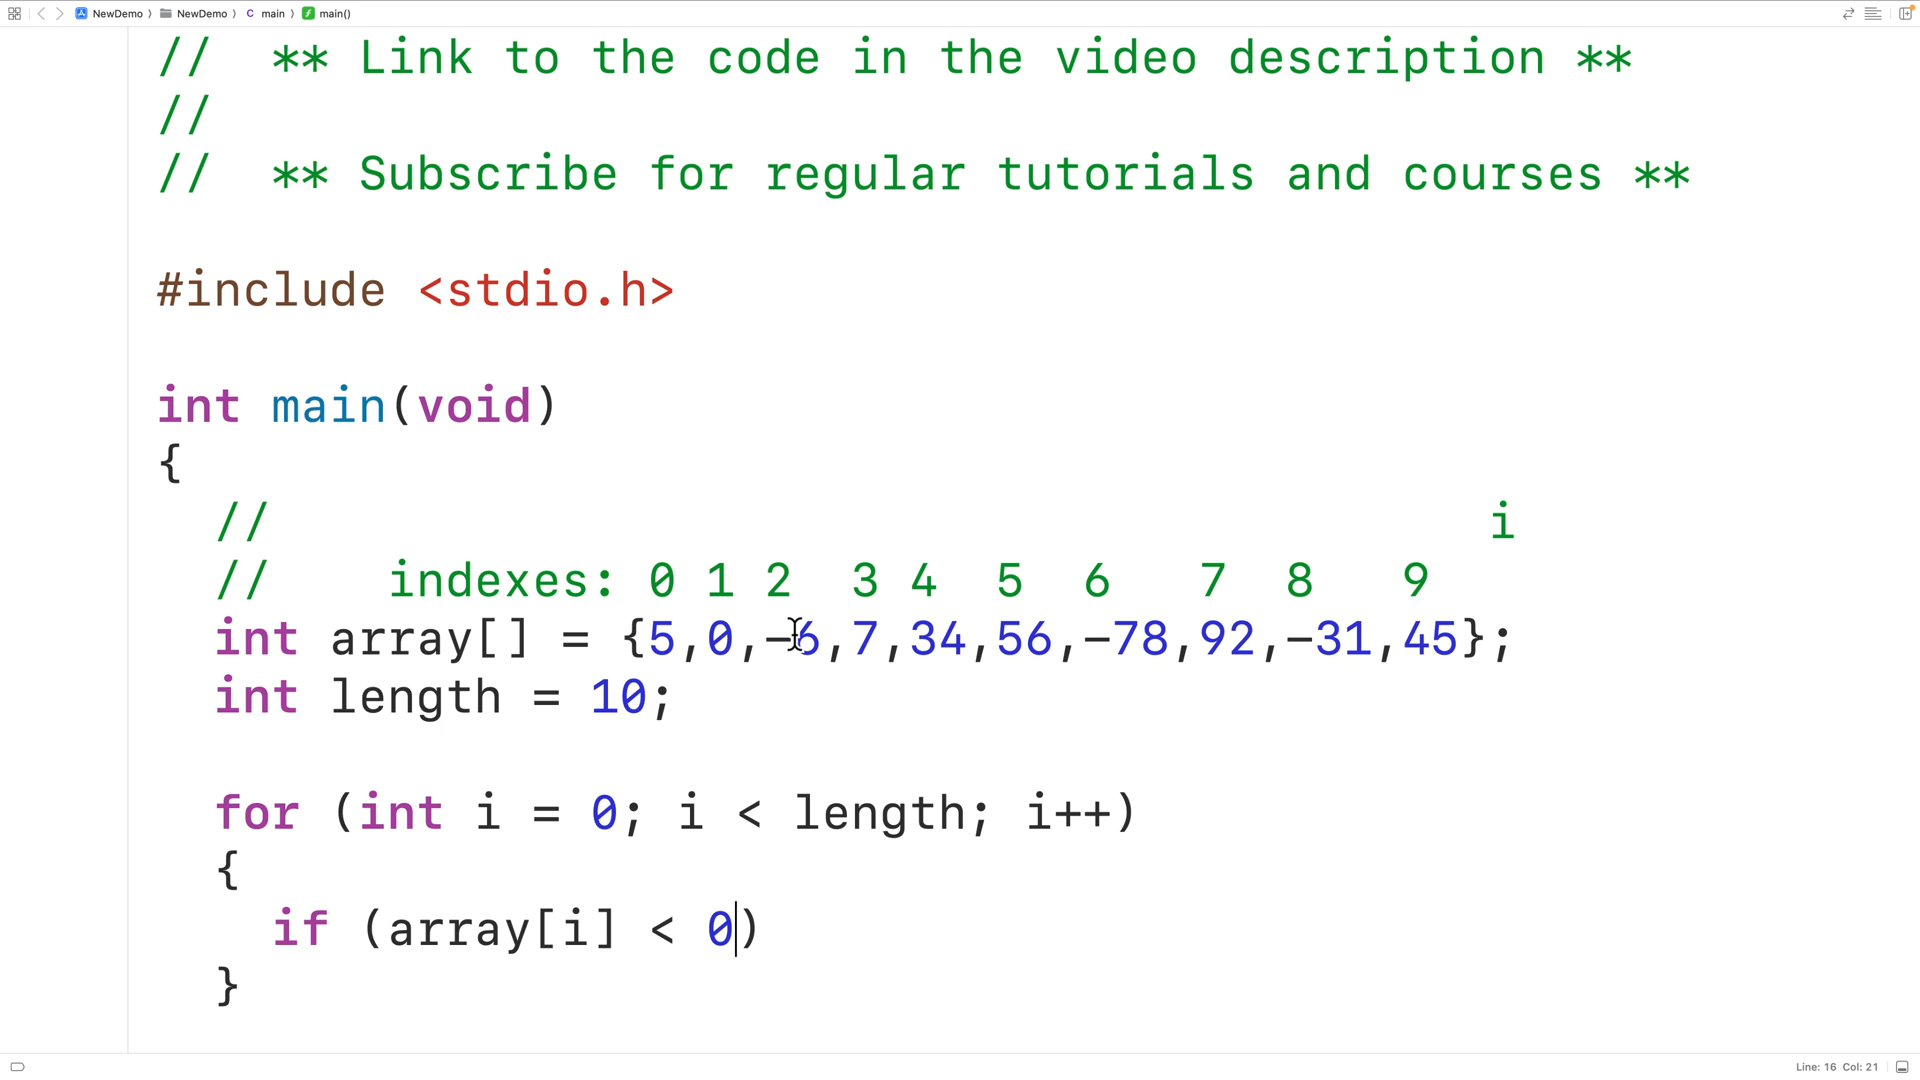 NewDemo 〉 NewDemo 〉 C main 〉 f main()
//  ** Link to the code in the video description **
//
//  ** Subscribe for regular tutorials and courses **
#include <stdio.h>
int main(void)
{
//                                           i
//    indexes: 0 1 2  3 4  5  6   7  8   9
int array[] = {5,0,-6,7,34,56,-78,92,-31,45};
int length = 10;
for (int i = 0; i < length; i++)
{
if (array[i] < 0)
}
Line: 16 Col: 21